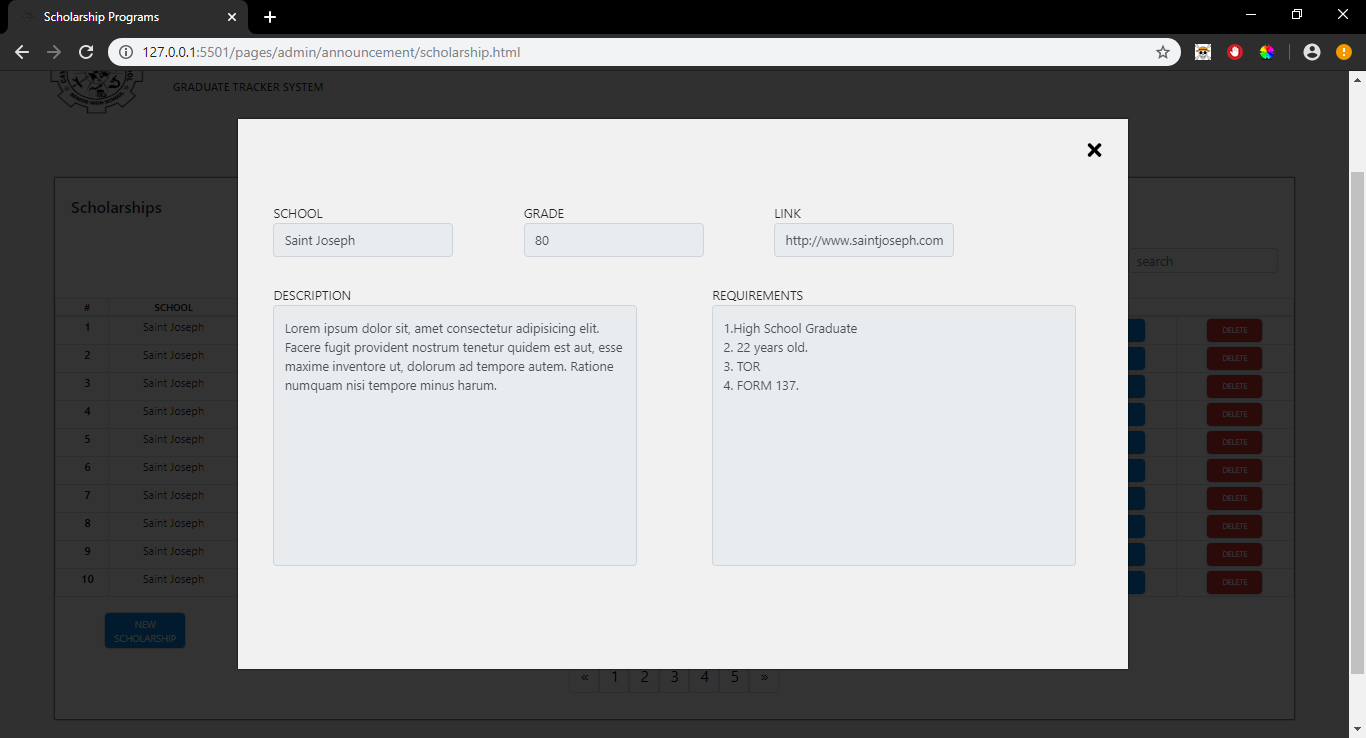 Scholarship Programs
127.0.0.1:5501/pages/admin/announcement/scholarship.html
SENIOR HIGH SCHOOL
GRADUATE TRACKER SYSTEM
Scholarships
search
SCHOOL
Saint Joseph
GRADE
80
LINK
http://www.saintjoseph.com
DESCRIPTION
Lorem ipsum dolor sit, amet consectetur adipisicing elit.
Facere fugit provident nostrum tenetur quidem est aut, esse
maxime inventore ut, dolorum ad tempore autem. Ratione
numquam nisi tempore minus harum.
REQUIREMENTS
1.High School Graduate
2. 22 years old.
3. TOR
4. FORM 137.
# SCHOOL
1 Saint Joseph DELETE
2 Saint Joseph DELETE
3 Saint Joseph DELETE
4 Saint Joseph DELETE
5 Saint Joseph DELETE
6 Saint Joseph DELETE
7 Saint Joseph DELETE
8 Saint Joseph DELETE
9 Saint Joseph DELETE
10 Saint Joseph DELETE
NEW
SCHOLARSHIP
« 1 2 3 4 5 »